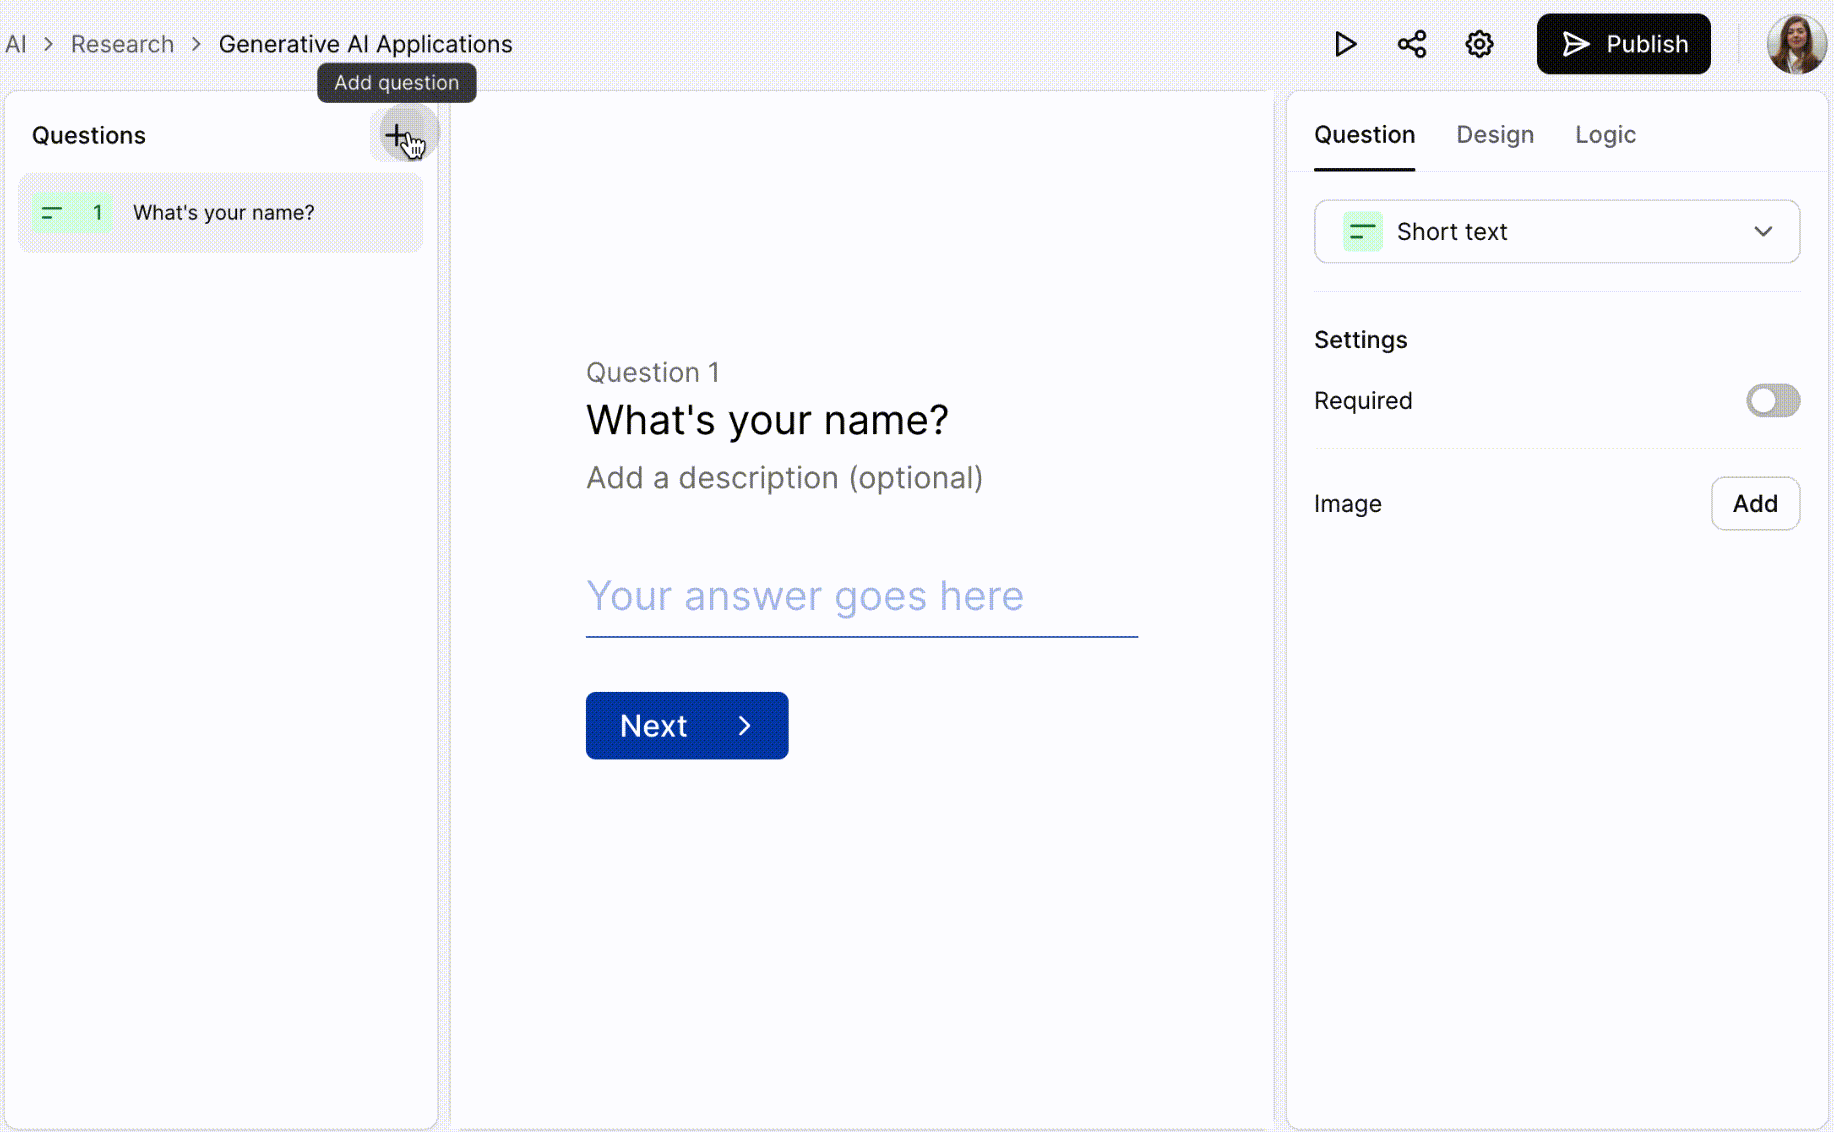 AI > Research > Generative AI Applications
Publish
Add question
Questions
1 What's your name?
Question 1
What's your name?
Add a description (optional)
Your answer goes here
Next
Question Design Logic
Short text
Settings
Required
Image
Add